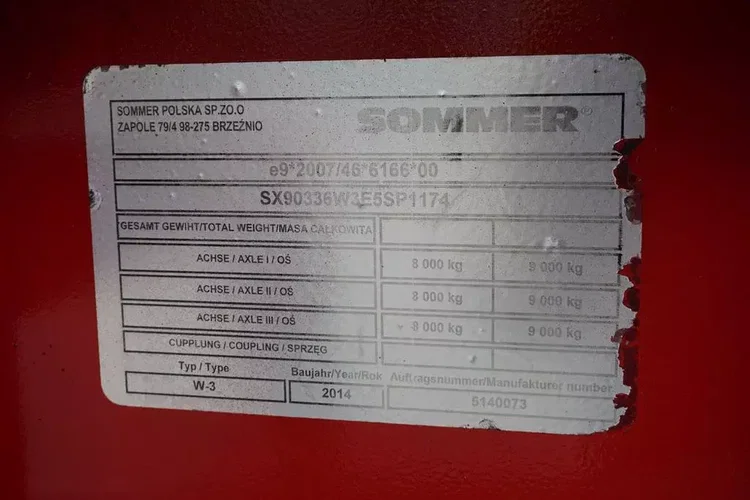 SOMMER POLSKA SP.ZO.O
ZAPOLE 79/4 98-275 BRZEŹNIO
SOMMER®
e9*2007/46*6166*00
SX90336W3E5SP1174
GESAMT GEWIHT/TOTAL WEIGHT/MASA CAŁKOWITA
ACHSE / AXLE I / OŚ 8 000 kg 9 000 kg
ACHSE / AXLE II / OŚ 8 000 kg 9 000 kg
ACHSE / AXLE III / OŚ 8 000 kg 9 000 kg
CUPPLUNG / COUPLING / SPRZĘG
Typ / Type Baujahr/Year/Rok Auftragsnummer/Manufakturer number
W-3 2014 5140073